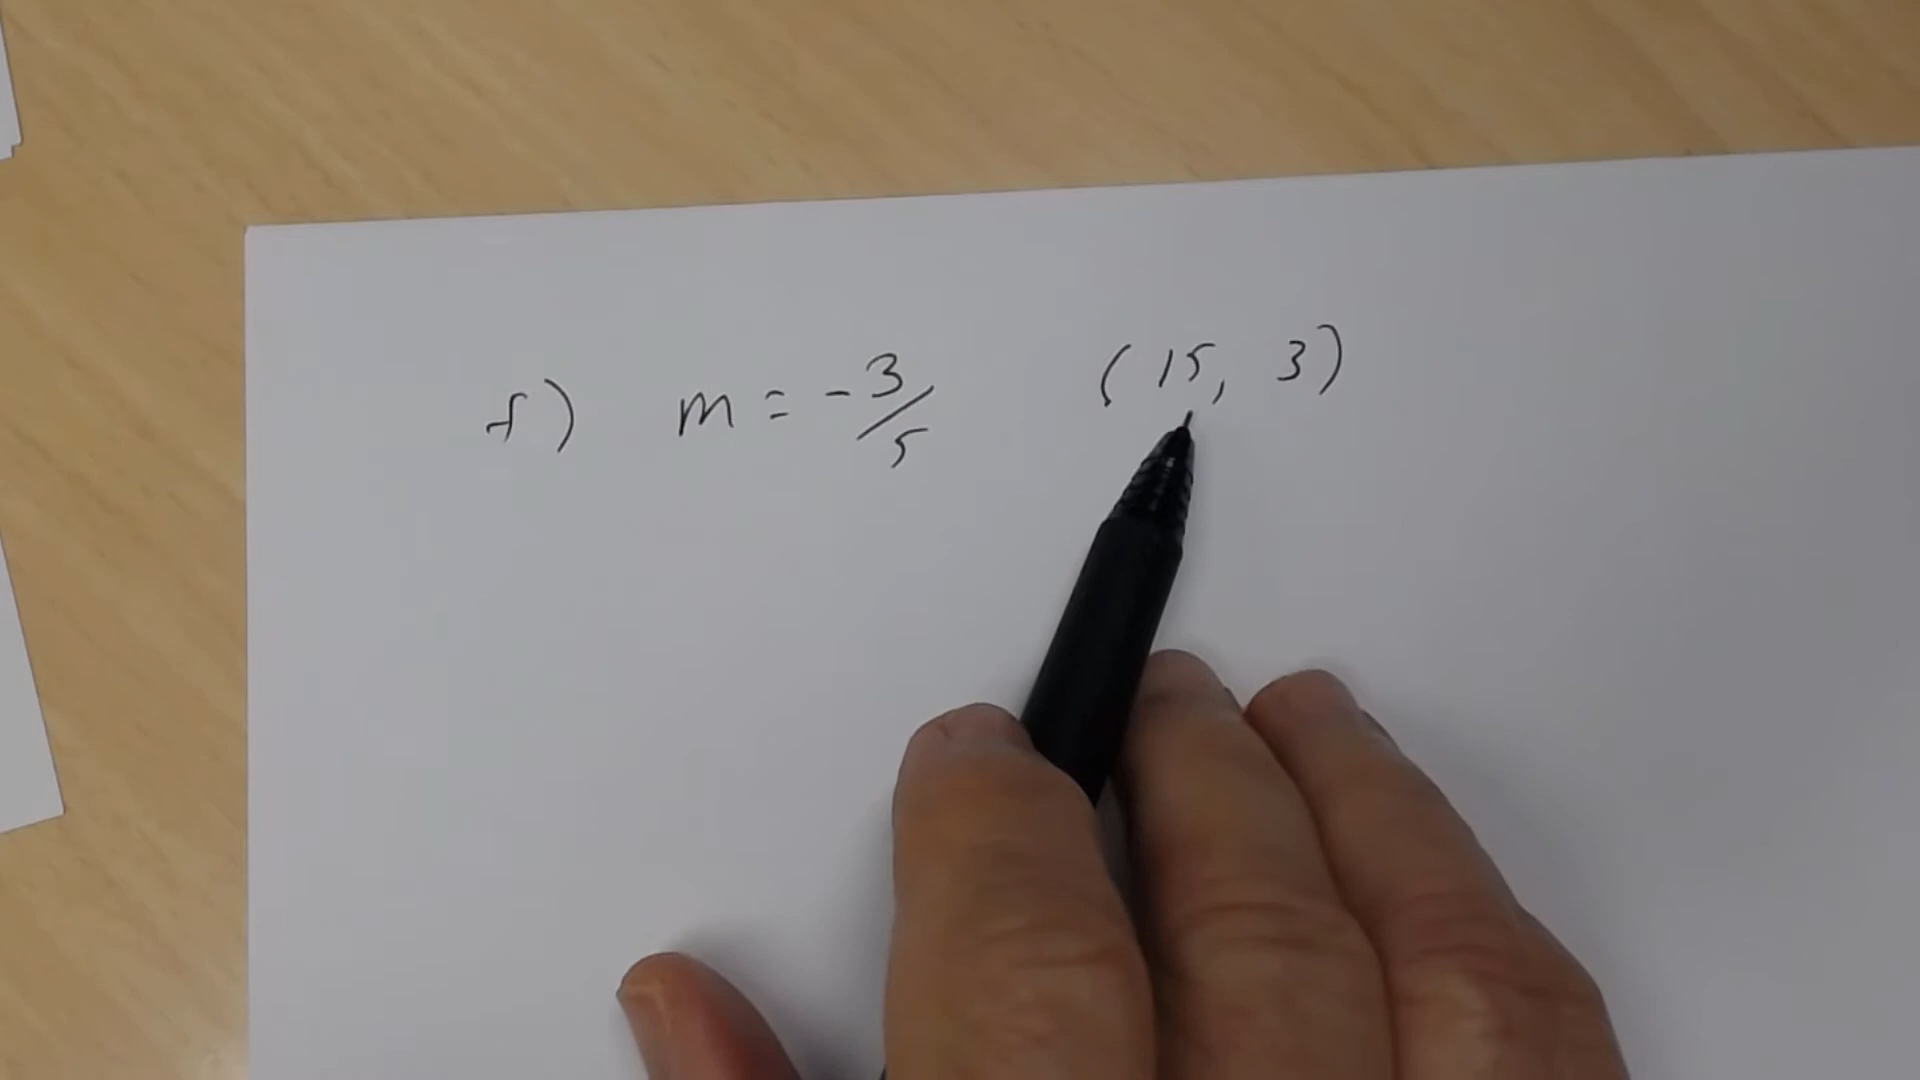 f) m = -3/5 (15, 3)